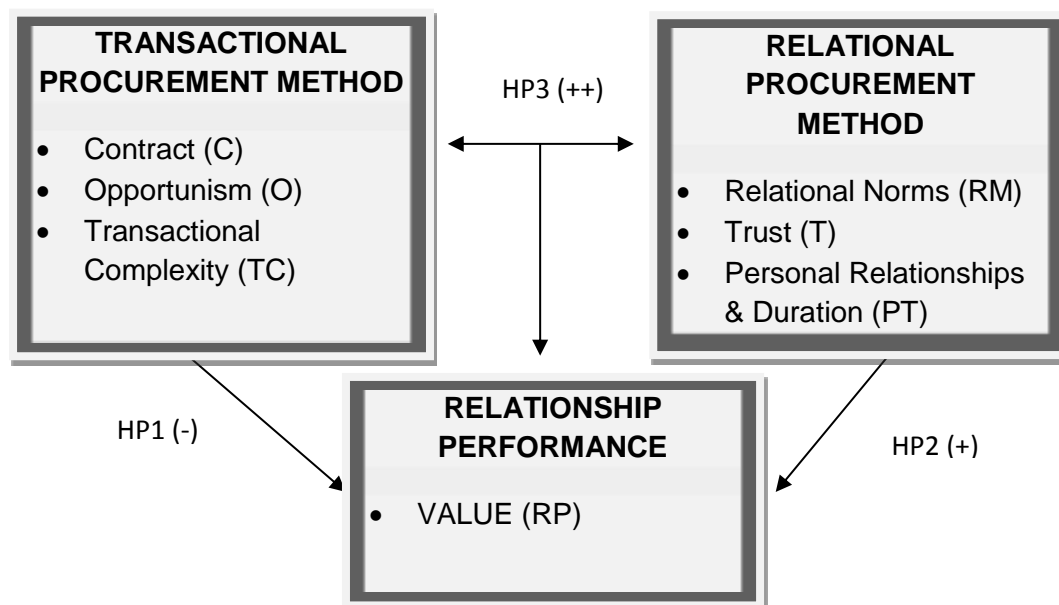 TRANSACTIONAL
PROCUREMENT METHOD
• Contract (C)
• Opportunism (O)
• Transactional
Complexity (TC)
HP3 (++)
RELATIONAL
PROCUREMENT
METHOD
• Relational Norms (RM)
• Trust (T)
• Personal Relationships
& Duration (PT)
HP1 (-)
HP2 (+)
RELATIONSHIP
PERFORMANCE
• VALUE (RP)